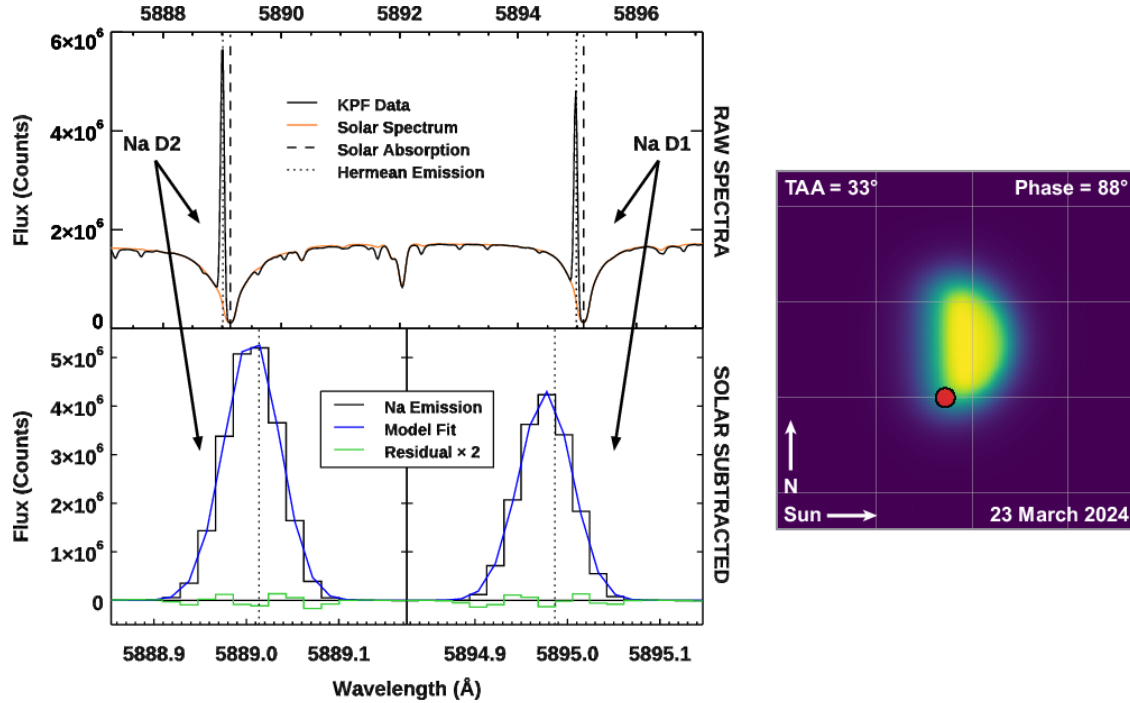 5888 5890 5892 5894 5896
6×10⁶
4×10⁶
2×10⁶
0
Flux (Counts)
KPF Data
Solar Spectrum
Solar Absorption
Hermean Emission
Na D2
Na D1
RAW SPECTRA
5×10⁶
4×10⁶
3×10⁶
2×10⁶
1×10⁶
0
Flux (Counts)
Na Emission
Model Fit
Residual × 2
SOLAR SUBTRACTED
5888.9 5889.0 5889.1 5894.9 5895.0 5895.1
Wavelength (Å)
TAA = 33° Phase = 88°
N
Sun 23 March 2024